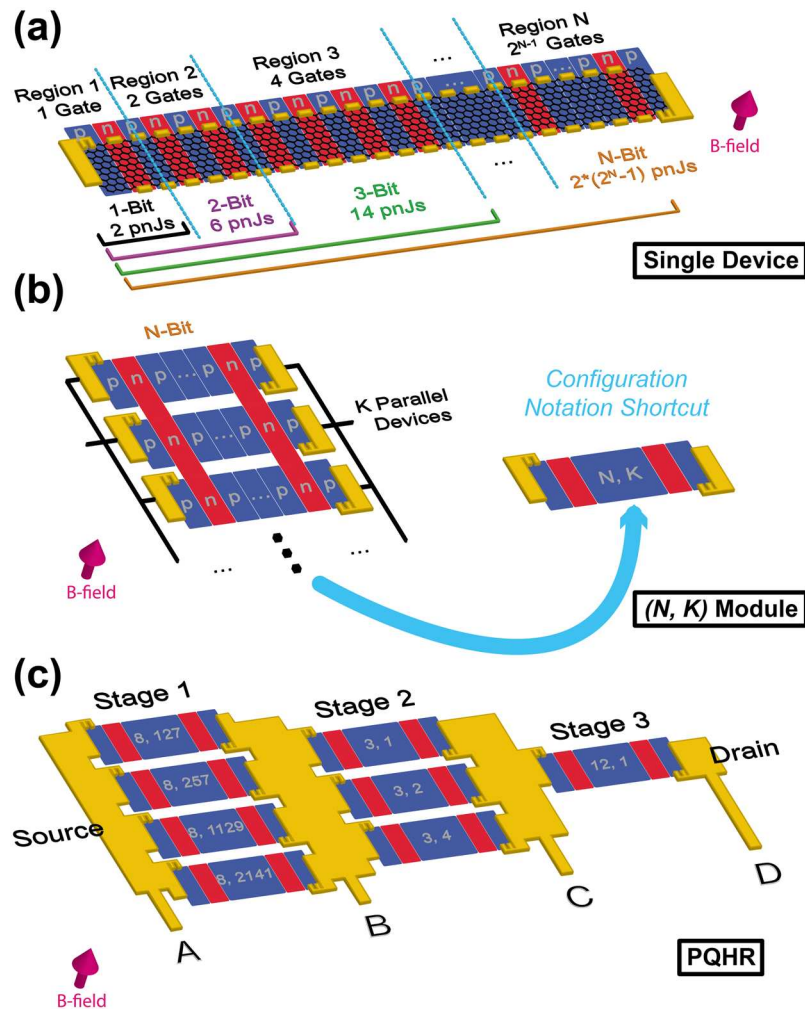 (a)
Region 1
1 Gate
Region 2
2 Gates
Region 3
4 Gates
...
Region N
2^{N-1} Gates
p n p n p n p n p n p n p n p ... p n p ... p n p
B-field
1-Bit
2 pnJs
2-Bit
6 pnJs
3-Bit
14 pnJs
...
N-Bit
2*(2^N-1) pnJs
Single Device
(b)
N-Bit
p n p ... p n p
p n p ... p n p
p n p ... p n p
K Parallel
Devices
... ...
B-field
Configuration
Notation Shortcut
N, K
(N, K) Module
(c)
Stage 1
Stage 2
Stage 3
8, 127
8, 257
8, 1129
8, 2141
3, 1
3, 2
3, 4
12, 1
Source
Drain
A
B
C
D
B-field
PQHR